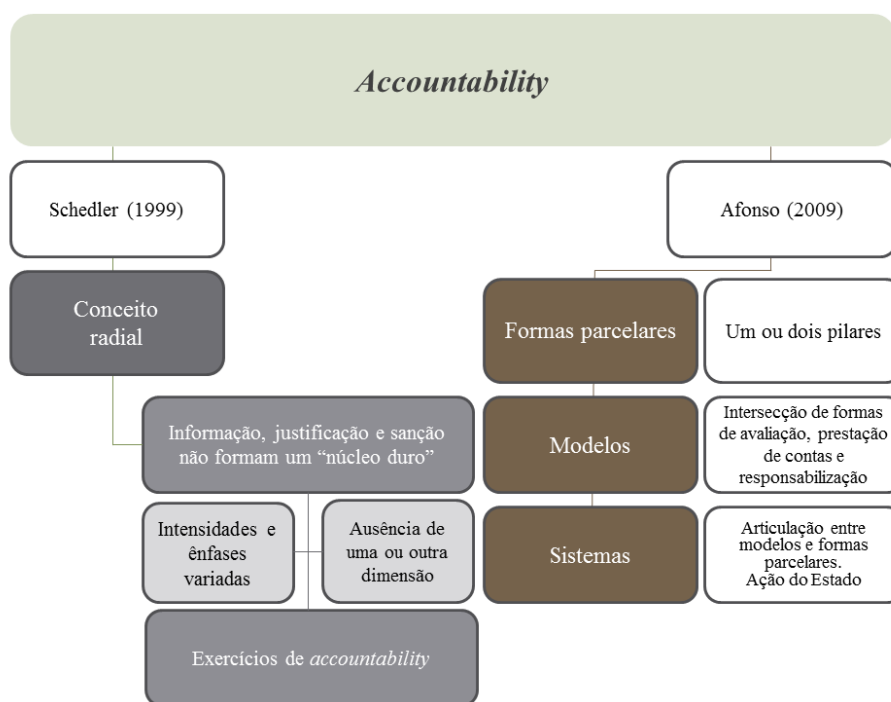 Accountability
Schedler (1999)
Afonso (2009)
Conceito
radial
Formas parcelares
Um ou dois pilares
Informação, justificação e sanção
não formam um “núcleo duro”
Modelos
Intersecção de formas
de avaliação, prestação
de contas e
responsabilização
Intensidades e
ênfases
variadas
Ausência de
uma ou outra
dimensão
Sistemas
Articulação entre
modelos e formas
parcelares.
Ação do Estado
Exercícios de accountability